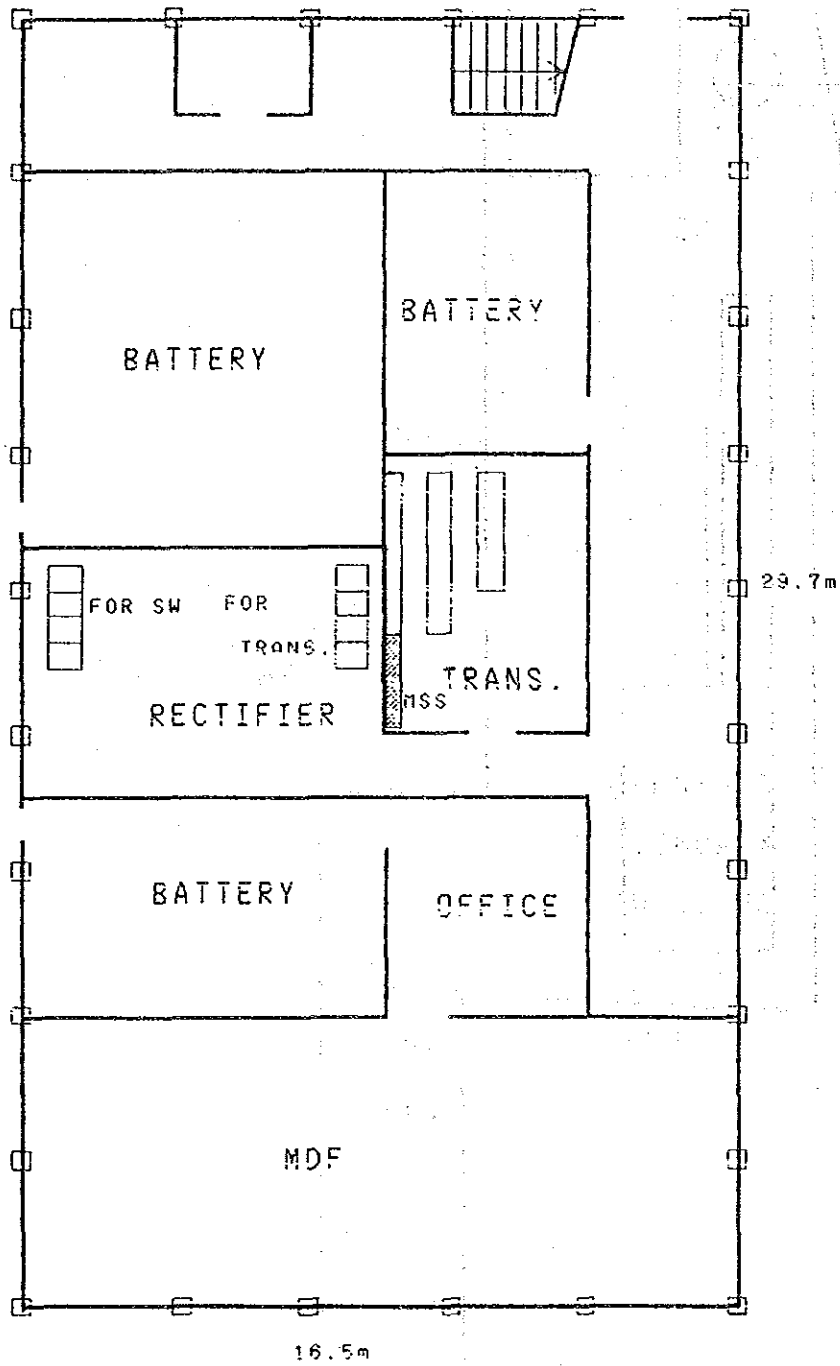 BATTERY
BATTERY
29.7m
FOR SW
FOR
TRANS.
TRANS.
MSS
RECTIFIER
BATTERY
OFFICE
MDF
16.5m